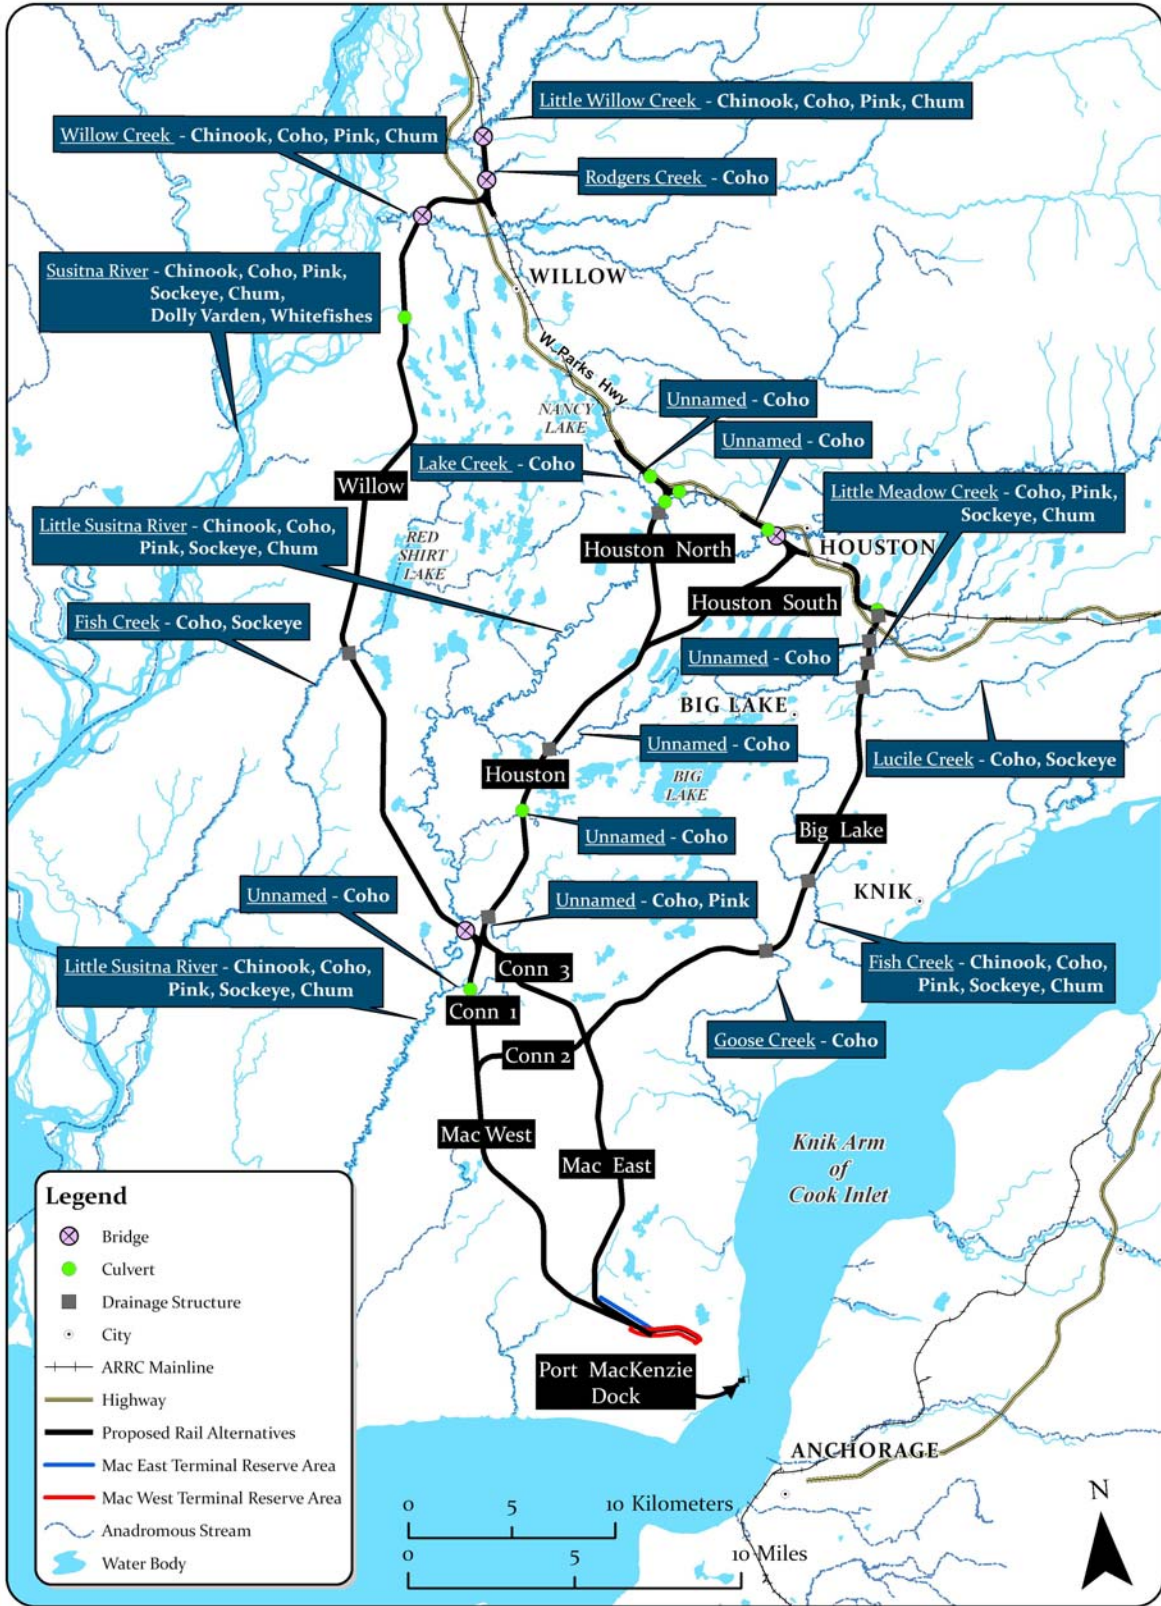 Little Willow Creek - Chinook, Coho, Pink, Chum
Willow Creek - Chinook, Coho, Pink, Chum
Rodgers Creek - Coho
Susitna River - Chinook, Coho, Pink,
Sockeye, Chum,
Dolly Varden, Whitefishes
WILLOW
W Parks Hwy
NANCY
LAKE
Unnamed - Coho
Unnamed - Coho
Lake Creek - Coho
Willow
Little Meadow Creek - Coho, Pink,
Sockeye, Chum
Little Susitna River - Chinook, Coho,
Pink, Sockeye, Chum
RED
SHIRT
LAKE
Houston North
HOUSTON
Houston South
Fish Creek - Coho, Sockeye
Unnamed - Coho
BIG LAKE
Unnamed - Coho
Lucile Creek - Coho, Sockeye
Houston
BIG
LAKE
Unnamed - Coho
Big Lake
KNIK
Unnamed - Coho
Unnamed - Coho, Pink
Little Susitna River - Chinook, Coho,
Pink, Sockeye, Chum
Conn 3
Fish Creek - Chinook, Coho,
Pink, Sockeye, Chum
Conn 1
Conn 2
Goose Creek - Coho
Mac West
Mac East
Knik Arm
of
Cook Inlet
Legend
Bridge
Culvert
Drainage Structure
City
ARRC Mainline
Highway
Proposed Rail Alternatives
Mac East Terminal Reserve Area
Mac West Terminal Reserve Area
Anadromous Stream
Water Body
Port MacKenzie
Dock
ANCHORAGE
0 5 10 Kilometers
0 5 10 Miles
N